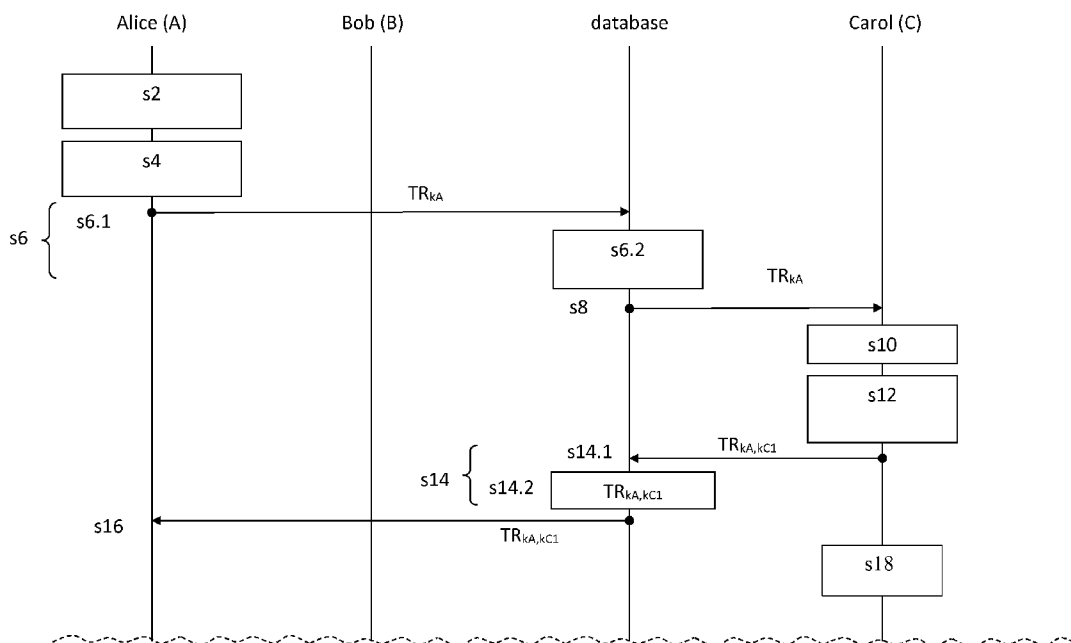 Alice (A) Bob (B) database Carol (C)
s2
s4
TRkA
s6.1
s6
s6.2
TRkA
s8
s10
s12
TRkA,kC1
s14.1
s14
s14.2
TRkA,kC1
s16
TRkA,kC1
s18